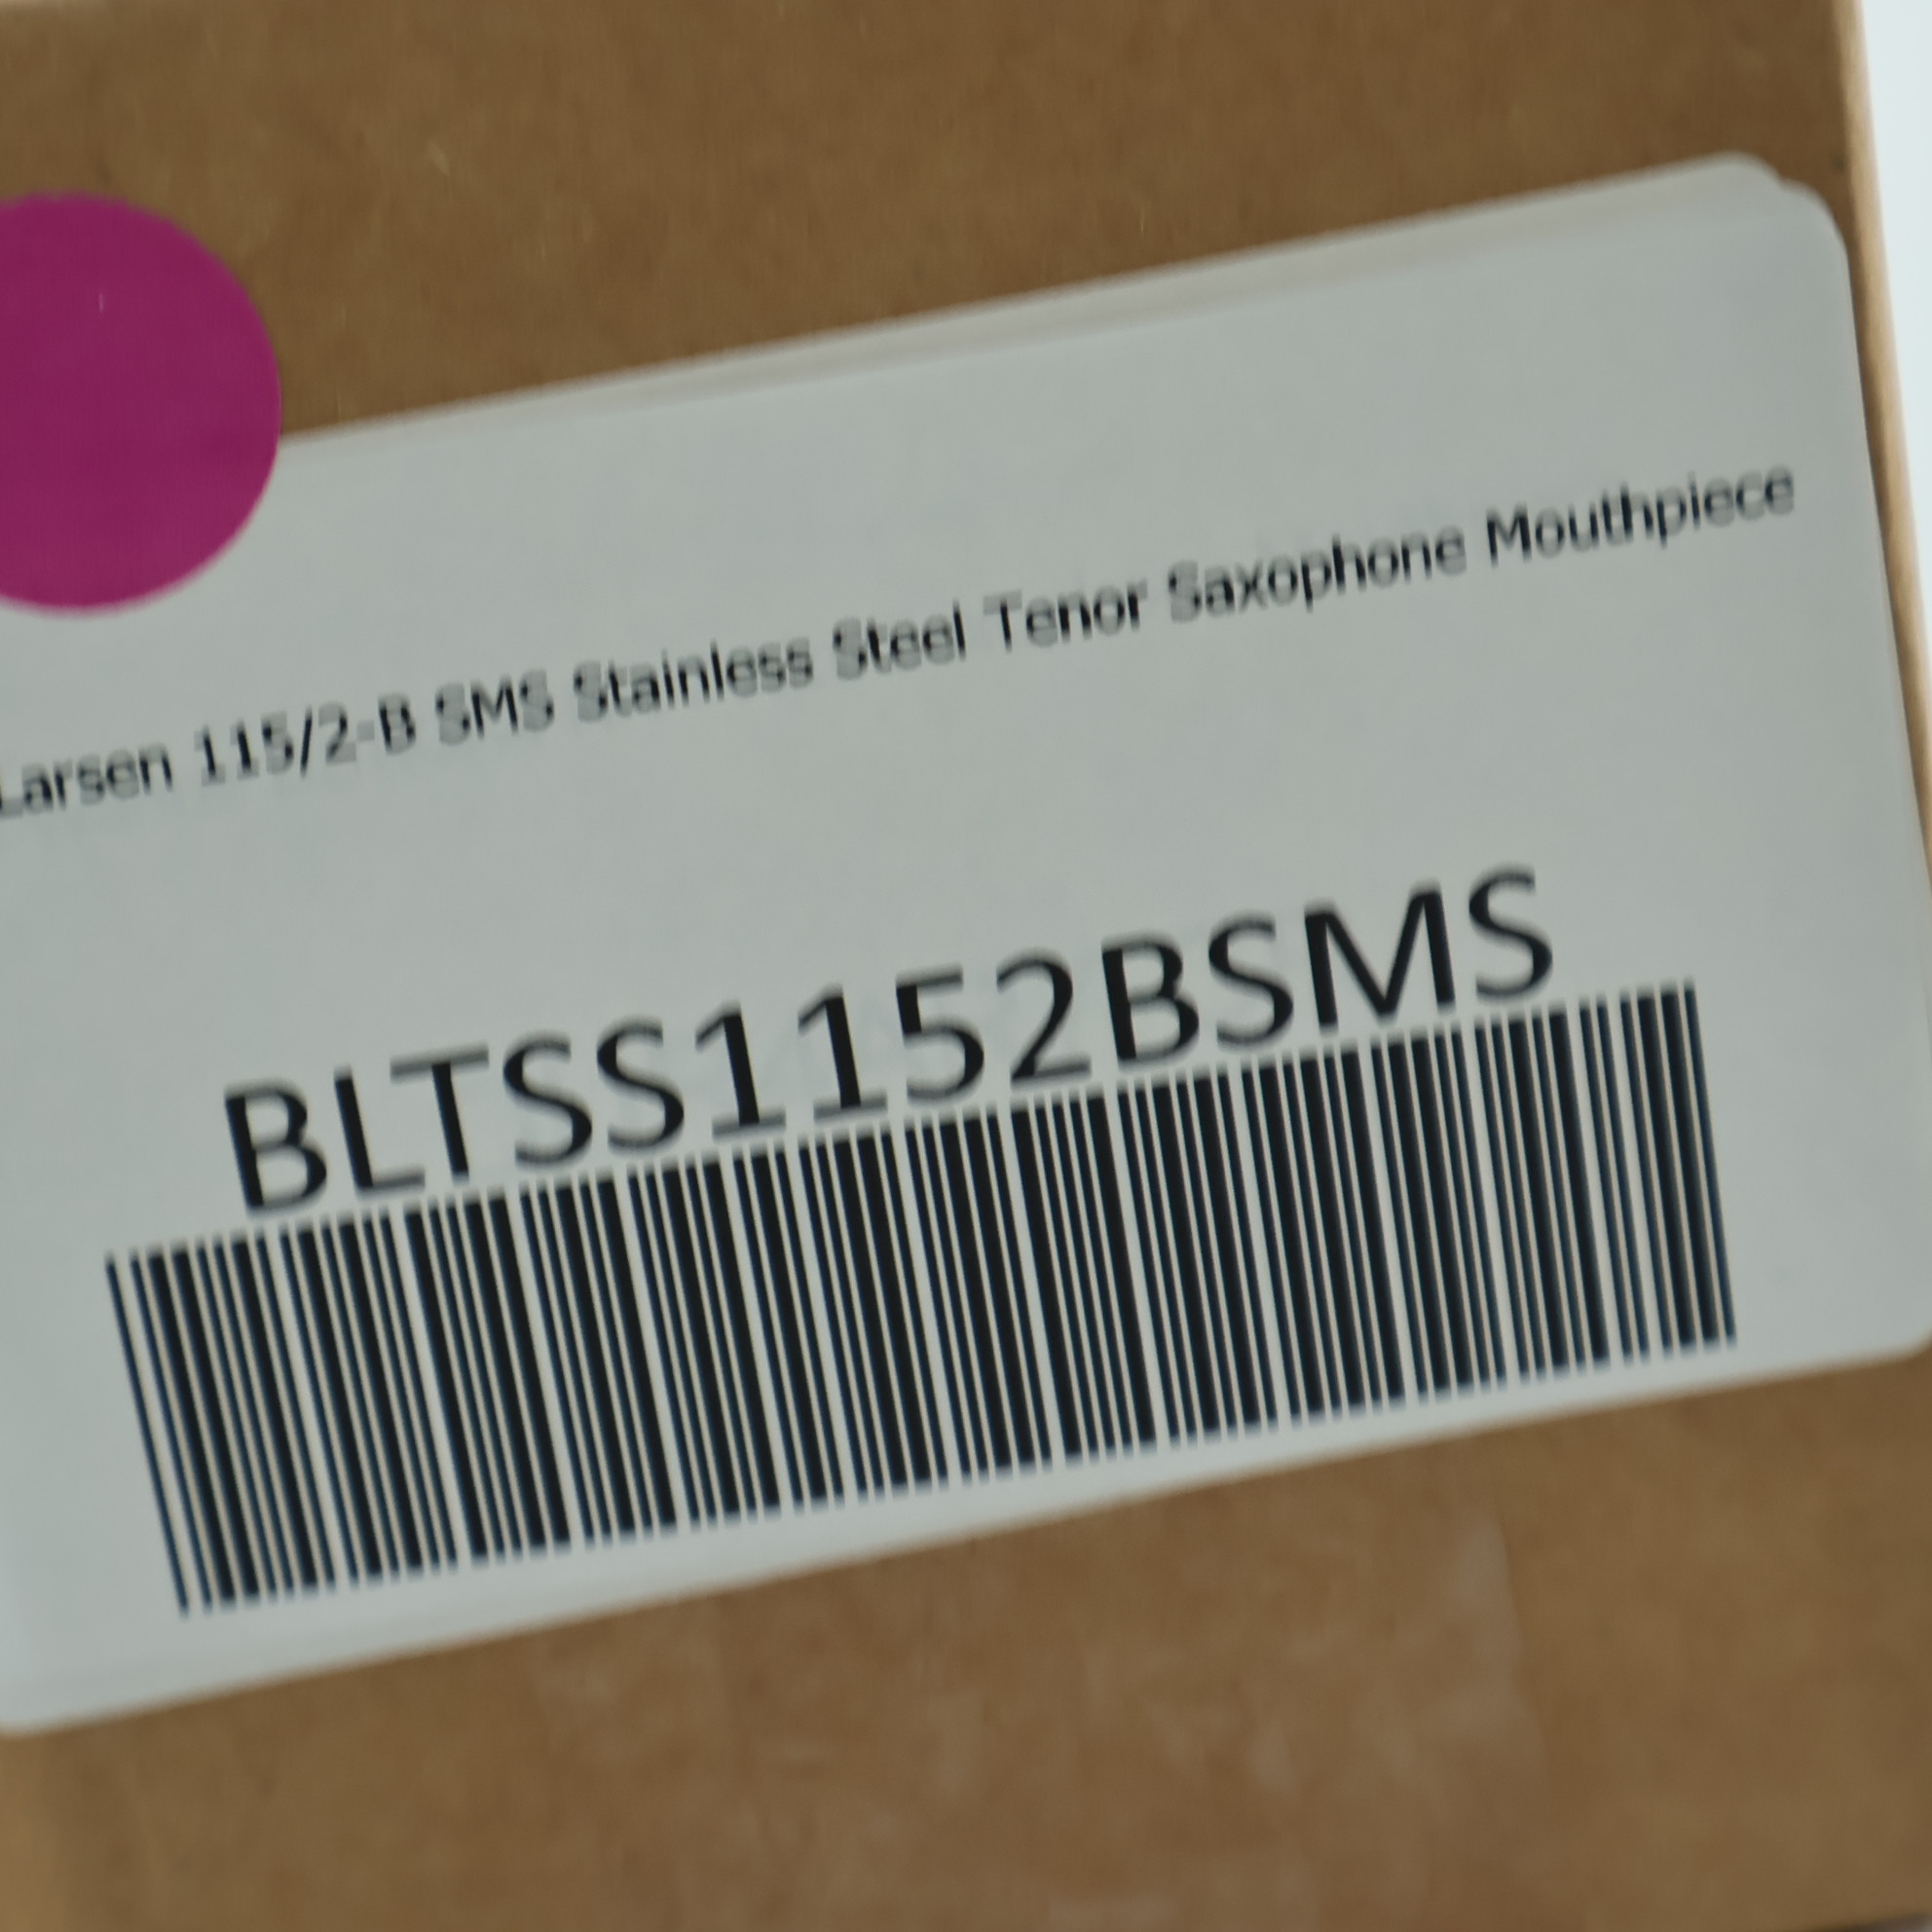 Larsen 115/2-B SMS Stainless Steel Tenor Saxophone Mouthpiece
BLTSS1152BSMS